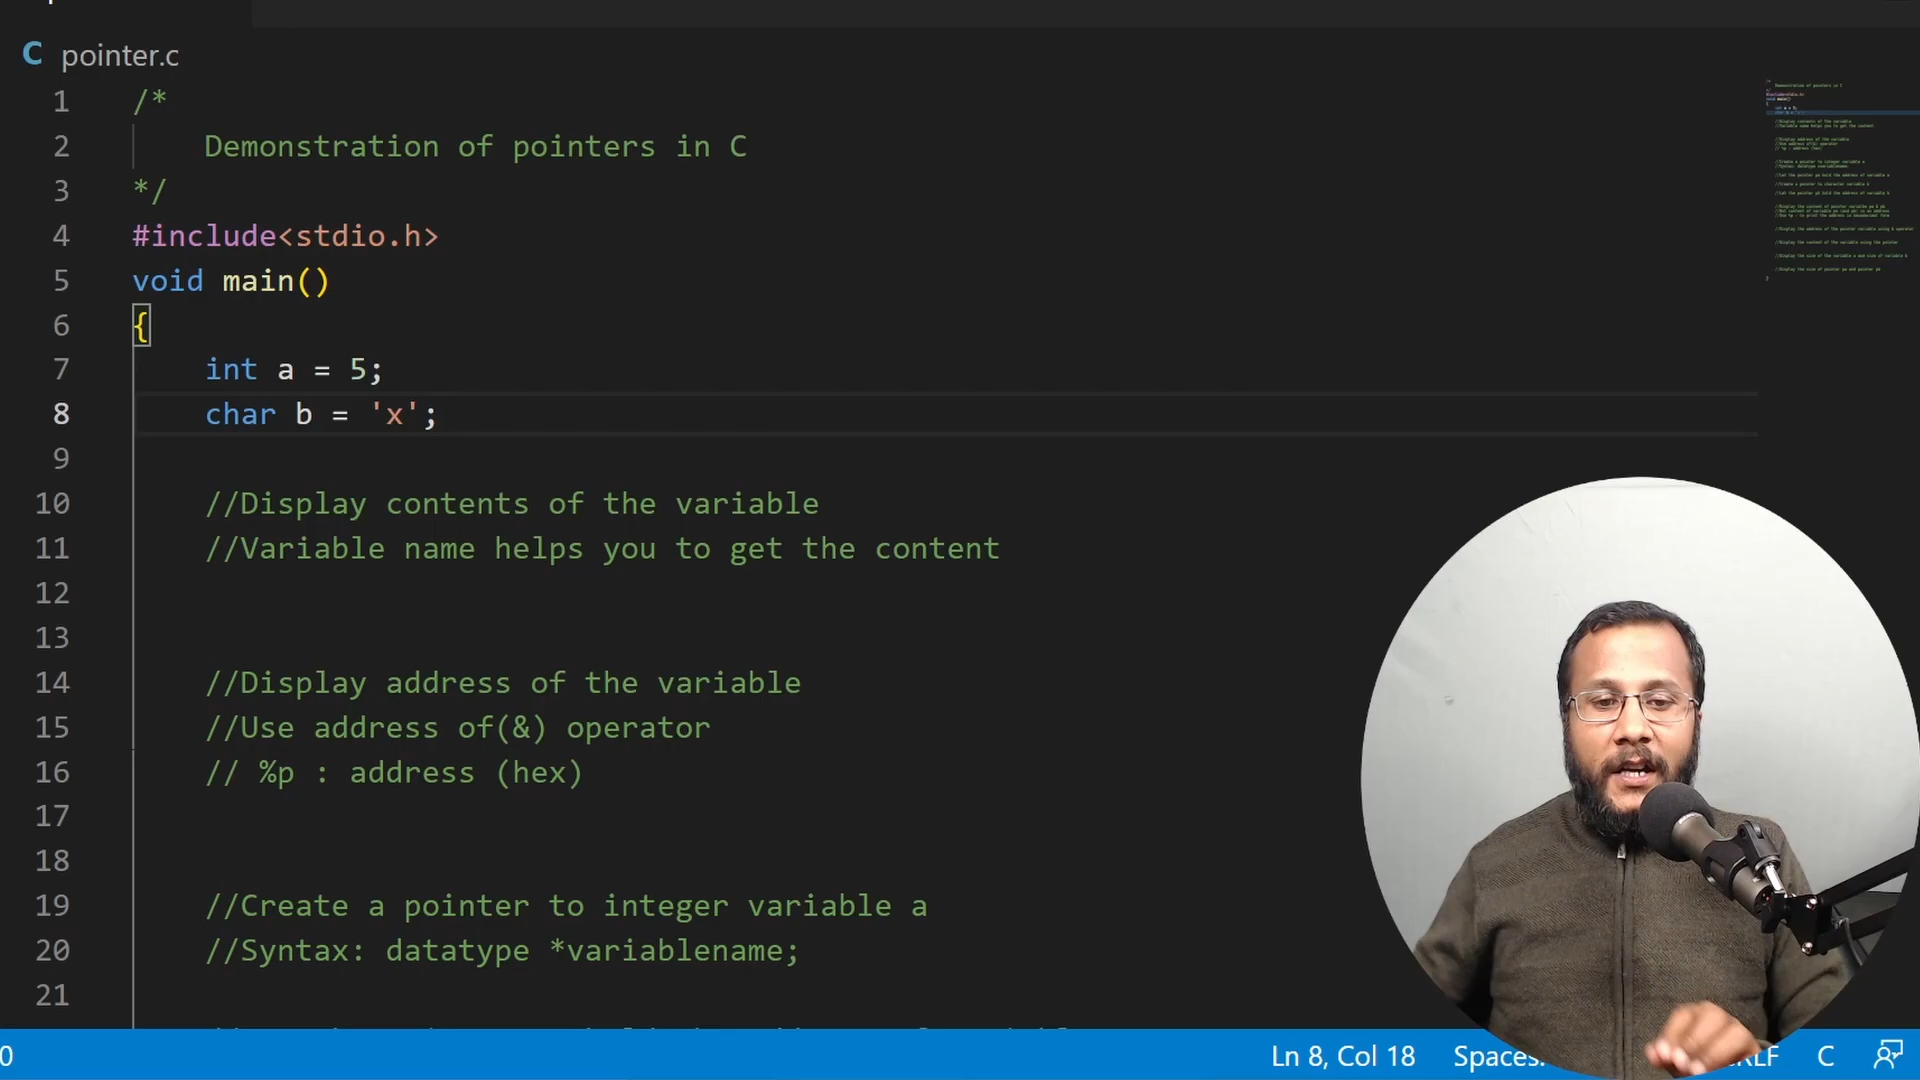 C pointer.c
1 /*
2 Demonstration of pointers in C
3 */
4 #include<stdio.h>
5 void main()
6 {
7 int a = 5;
8 char b = 'x';
9
10 //Display contents of the variable
11 //Variable name helps you to get the content
12
13
14 //Display address of the variable
15 //Use address of(&) operator
16 // %p : address (hex)
17
18
19 //Create a pointer to integer variable a
20 //Syntax: datatype *variablename;
21
0 Ln 8, Col 18 Spaces: C